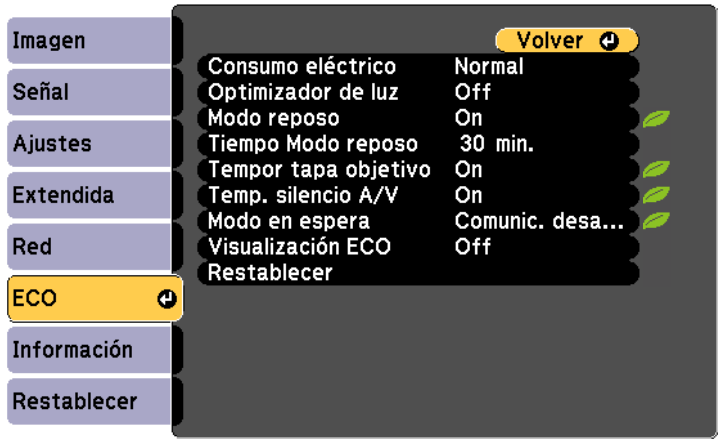 Imagen
Señal
Ajustes
Extendida
Red
ECO
Información
Restablecer
Volver
Consumo eléctrico Normal
Optimizador de luz Off
Modo reposo On
Tiempo Modo reposo 30 min.
Tempor tapa objetivo On
Temp. silencio A/V On
Modo en espera Comunic. desa...
Visualización ECO Off
Restablecer